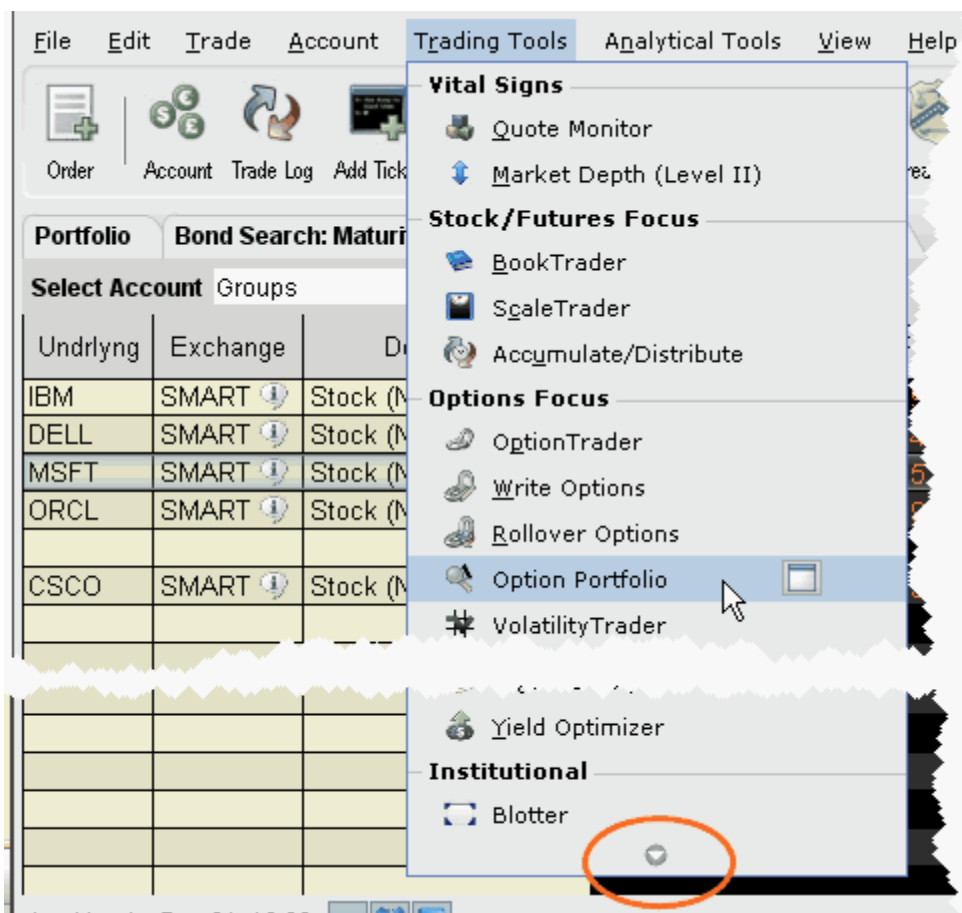 File Edit Trade Account Trading Tools Analytical Tools View Help
Order Account Trade Log Add Tick
Portfolio Bond Search: Maturi
Select Account Groups
Undrlyng Exchange
IBM SMART Stock
DELL SMART Stock
MSFT SMART Stock
ORCL SMART Stock
CSCO SMART Stock
Vital Signs
Quote Monitor
Market Depth (Level II)
Stock/Futures Focus
BookTrader
ScaleTrader
Accumulate/Distribute
Options Focus
OptionTrader
Write Options
Rollover Options
Option Portfolio
VolatilityTrader
Yield Optimizer
Institutional
Blotter